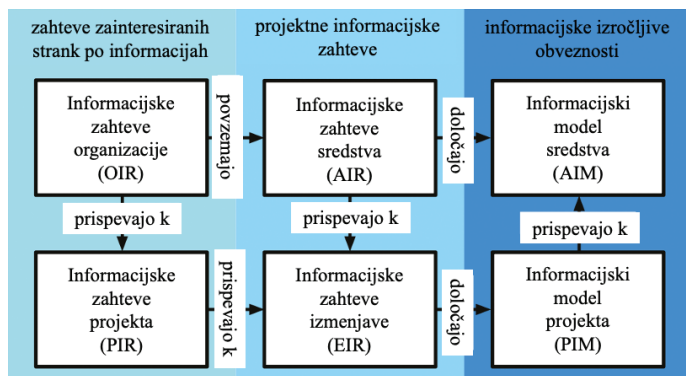 zahteve zainteresiranih
strank po informacijah
projektne informacijske
zahteve
informacijske izročljive
obveznosti
Informacijske
zahteve
organizacije
(OIR)
povzemajo
Informacijske
zahteve
sredstva
(AIR)
določajo
Informacijski
model
sredstva
(AIM)
prispevajo k
prispevajo k
prispevajo k
Informacijske
zahteve
projekta
(PIR)
prispevajo k
Informacijske
zahteve
izmenjave
(EIR)
določajo
Informacijski
model
projekta
(PIM)